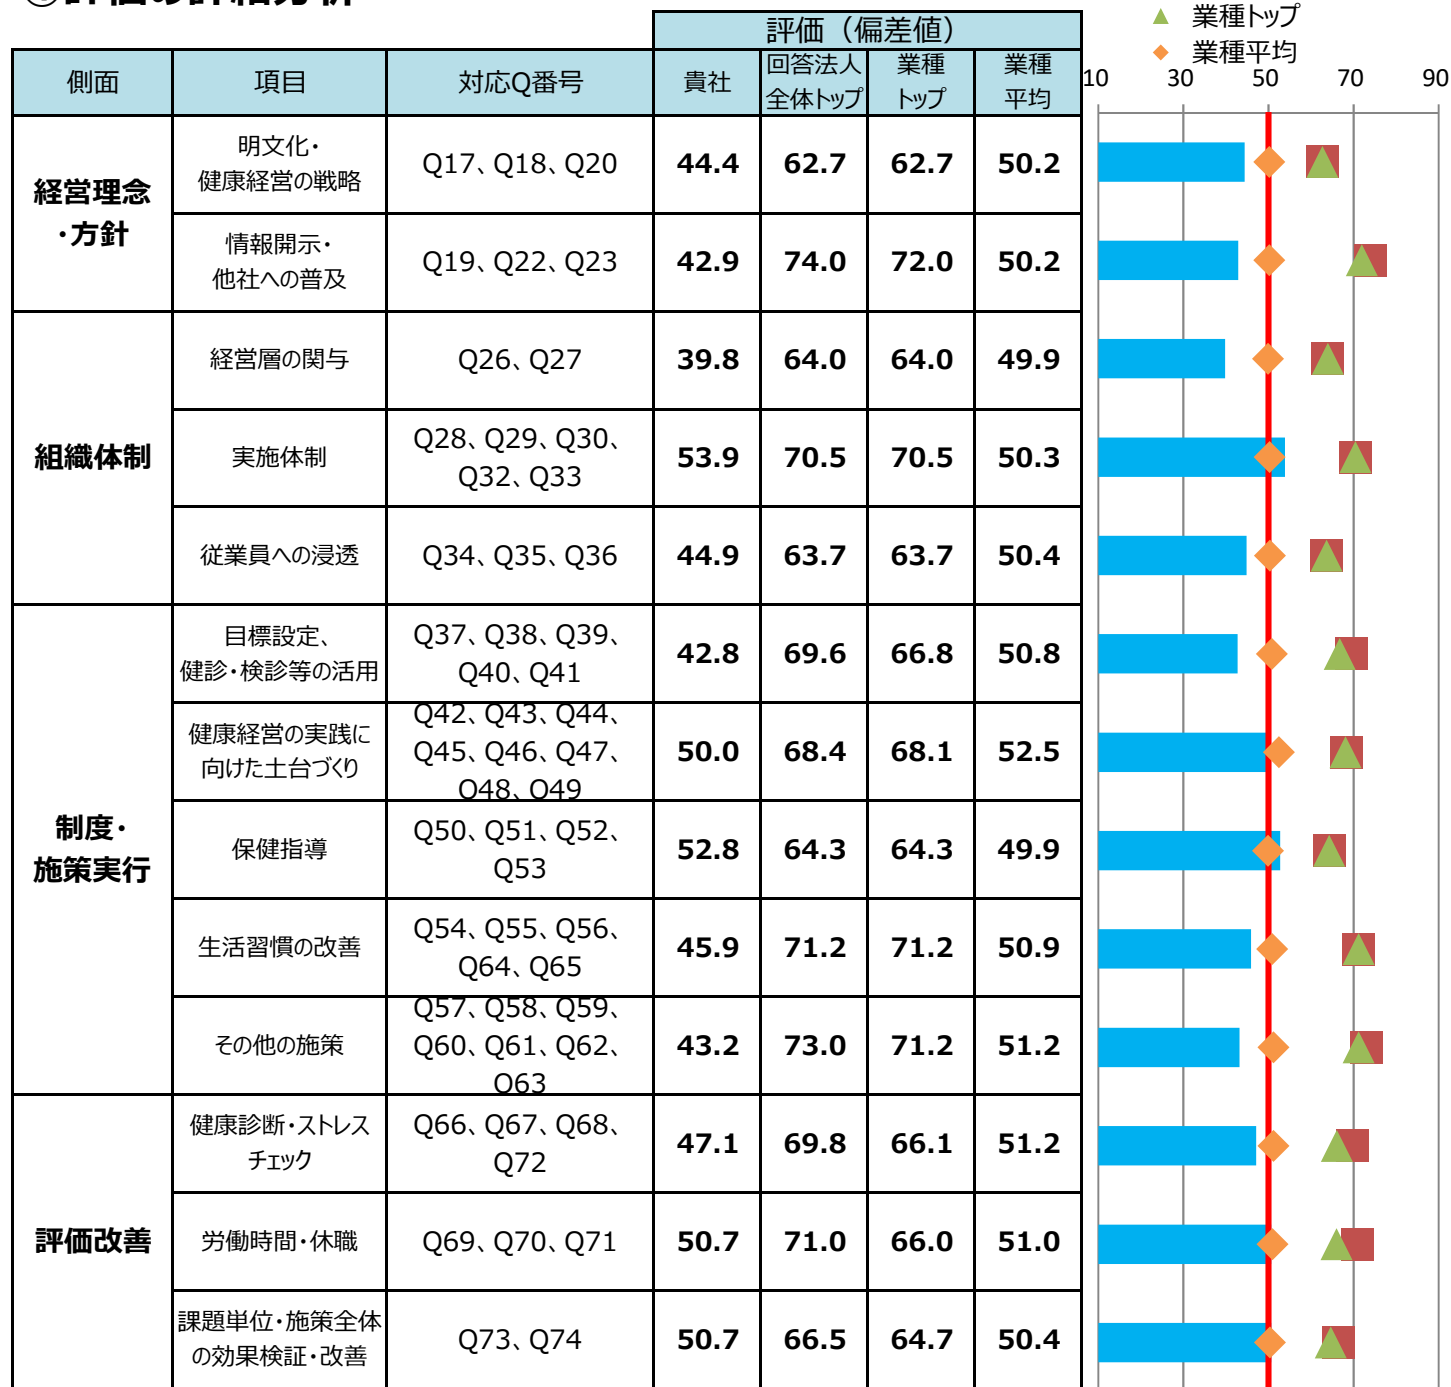 評価（偏差値）
▲ 業種トップ
◆ 業種平均
側面 項目 対応Q番号 貴社 回答法人 業種 業種
全体トップ トップ 平均
10 30 50 70 90
経営理念
・方針
明文化・
健康経営の戦略
Q17、Q18、Q20 44.4 62.7 62.7 50.2
情報開示・
他社への普及
Q19、Q22、Q23 42.9 74.0 72.0 50.2
組織体制
経営層の関与 Q26、Q27 39.8 64.0 64.0 49.9
実施体制
Q28、Q29、Q30、
Q32、Q33
53.9 70.5 70.5 50.3
従業員への浸透 Q34、Q35、Q36 44.9 63.7 63.7 50.4
制度・
施策実行
目標設定、
健診・検診等の活用
Q37、Q38、Q39、
Q40、Q41
42.8 69.6 66.8 50.8
健康経営の実践に
向けた土台づくり
Q42、Q43、Q44、
Q45、Q46、Q47、
Q48、Q49
50.0 68.4 68.1 52.5
保健指導
Q50、Q51、Q52、
Q53
52.8 64.3 64.3 49.9
生活習慣の改善
Q54、Q55、Q56、
Q64、Q65
45.9 71.2 71.2 50.9
その他の施策
Q57、Q58、Q59、
Q60、Q61、Q62、
Q63
43.2 73.0 71.2 51.2
評価改善
健康診断・ストレス
チェック
Q66、Q67、Q68、
Q72
47.1 69.8 66.1 51.2
労働時間・休職 Q69、Q70、Q71 50.7 71.0 66.0 51.0
課題単位・施策全体
の効果検証・改善
Q73、Q74 50.7 66.5 64.7 50.4